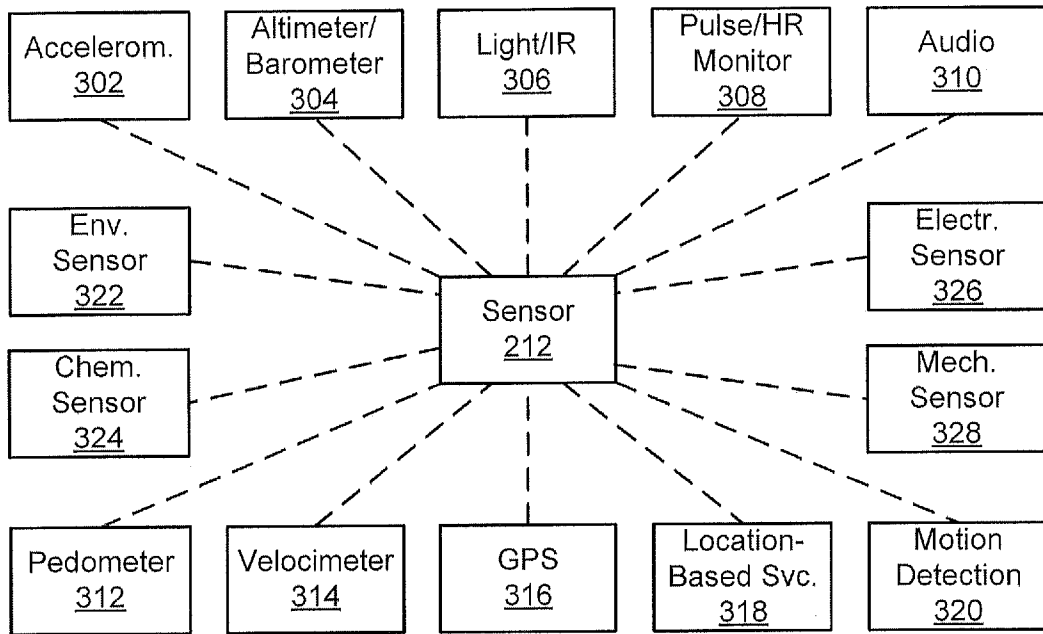 Accelerom.
302
Altimeter/
Barometer
304
Light/IR
306
Pulse/HR
Monitor
308
Audio
310
Env.
Sensor
322
Sensor
212
Electr.
Sensor
326
Chem.
Sensor
324
Mech.
Sensor
328
Pedometer
312
Velocimeter
314
GPS
316
Location-
Based Svc.
318
Motion
Detection
320